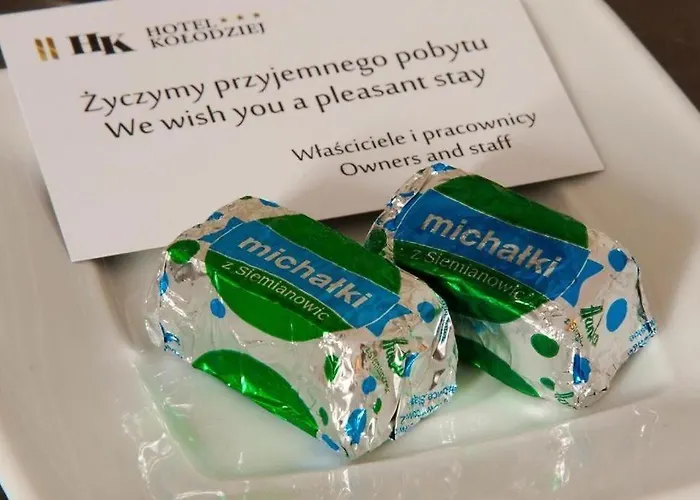 HK HOTEL★★★
KOŁODZIEJ
Życzymy przyjemnego pobytu
We wish you a pleasant stay
Właściciele i pracownicy
Owners and staff
michałki
z siemianowic
michałki
z siemianowic
Hanka